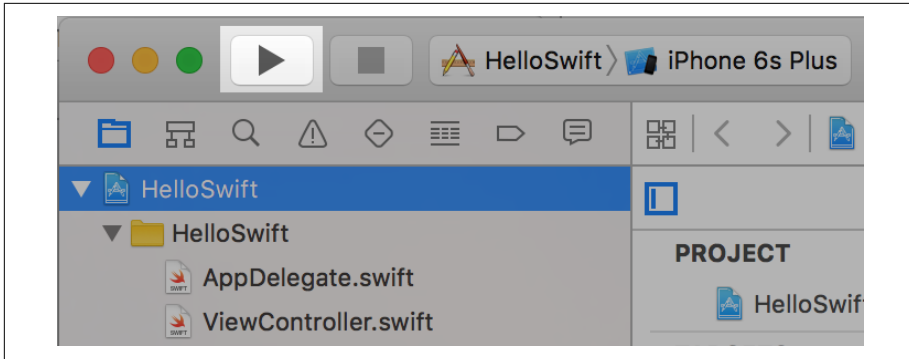 HelloSwift iPhone 6s Plus
HelloSwift
HelloSwift
PROJECT
AppDelegate.swift
HelloSwif
ViewController.swift